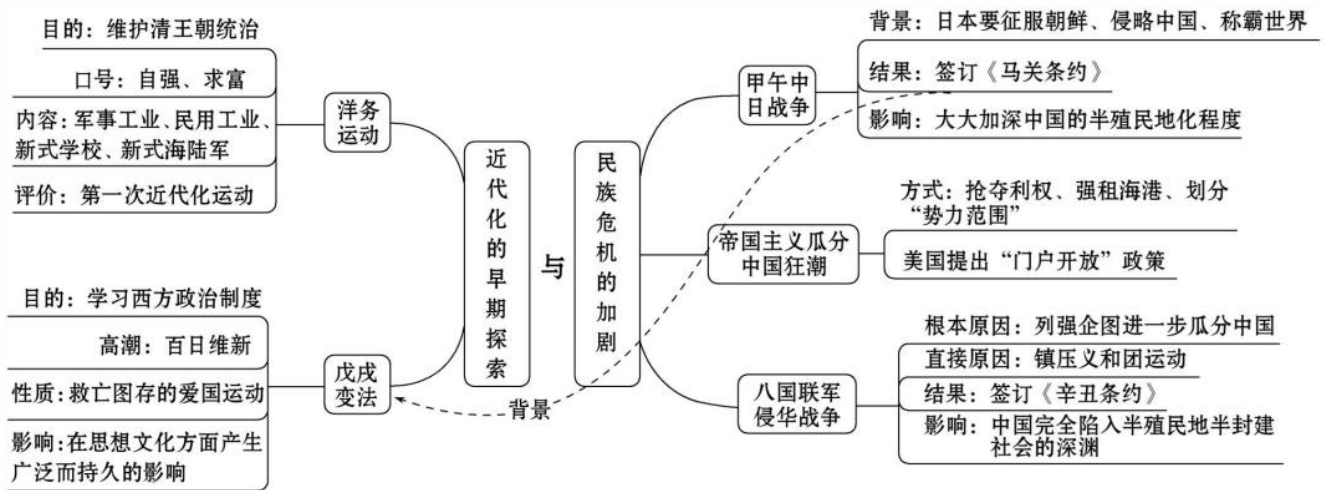 目的：维护清王朝统治
口号：自强、求富
内容：军事工业、民用工业、
新式学校、新式海陆军
评价：第一次近代化运动
洋务
运动
目的：学习西方政治制度
高潮：百日维新
性质：救亡图存的爱国运动
影响：在思想文化方面产生
广泛而持久的影响
戊戌
变法
近代化的早期探索
与
民族危机的加剧
背景
甲午中
日战争
背景：日本要征服朝鲜、侵略中国、称霸世界
结果：签订《马关条约》
影响：大大加深中国的半殖民地化程度
帝国主义瓜分
中国狂潮
方式：抢夺利权、强租海港、划分
“势力范围”
美国提出“门户开放”政策
八国联军
侵华战争
根本原因：列强企图进一步瓜分中国
直接原因：镇压义和团运动
结果：签订《辛丑条约》
影响：中国完全陷入半殖民地半封建
社会的深渊